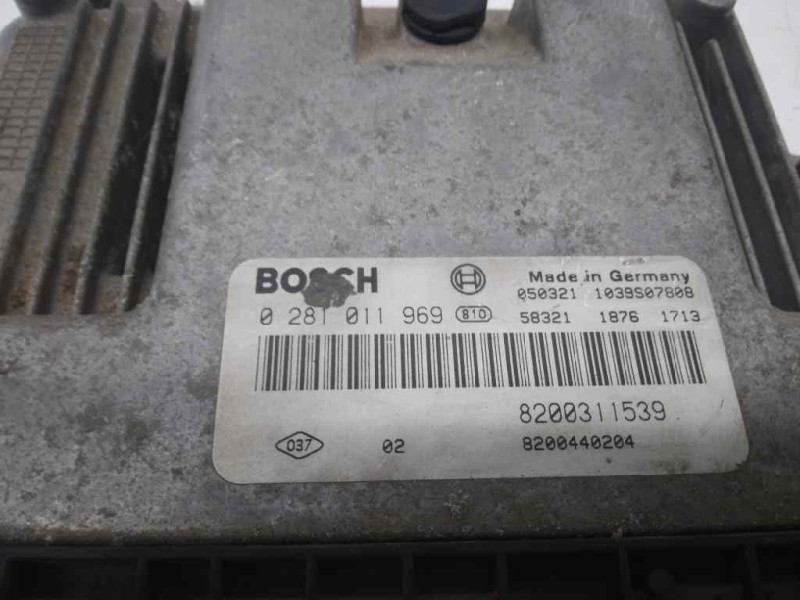 BOSCH Made in Germany
050321 1039S07808
0 281 011 969 810 58321 1876 1713
8200311539
037 02 8200440204